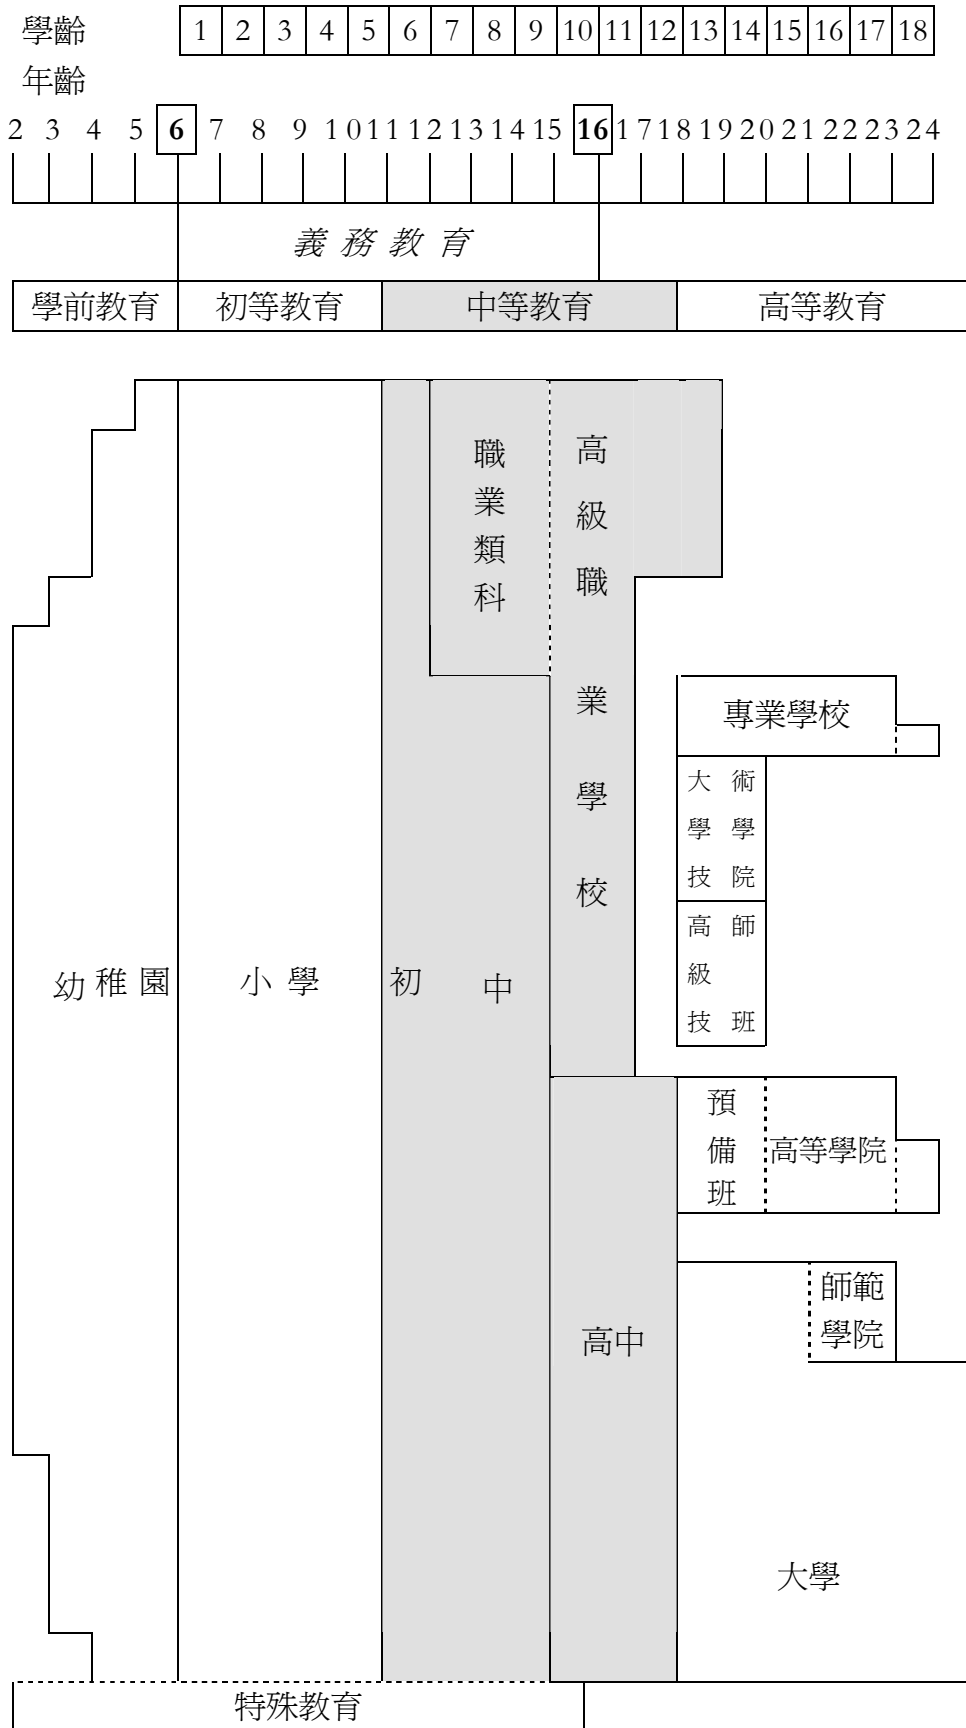 學齡 1 2 3 4 5 6 7 8 9 10 11 12 13 14 15 16 17 18
年齡
2 3 4 5 6 7 8 9 10 11 12 13 14 15 16 17 18 19 20 21 22 23 24
義務教育
學前教育 初等教育 中等教育 高等教育
職業類科
高級職業學校
專業學校
大學技術學院
高級技師班
幼稚園 小學 初中
預備班
高等學院
師範
學院
高中
大學
特殊教育